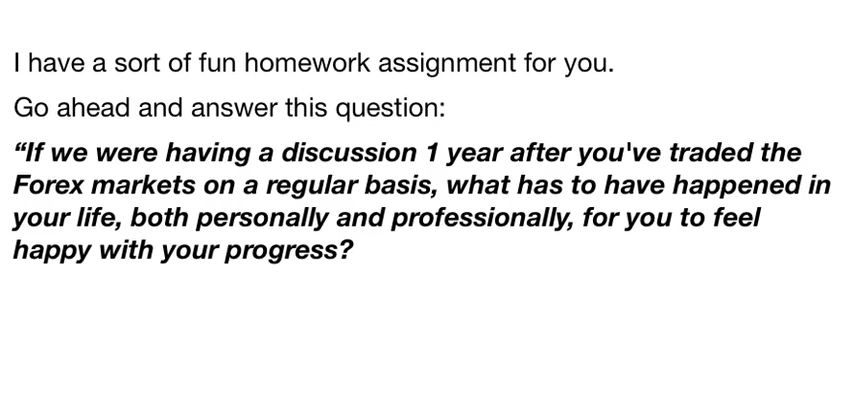 I have a sort of fun homework assignment for you.
Go ahead and answer this question:
“If we were having a discussion 1 year after you've traded the
Forex markets on a regular basis, what has to have happened in
your life, both personally and professionally, for you to feel
happy with your progress?